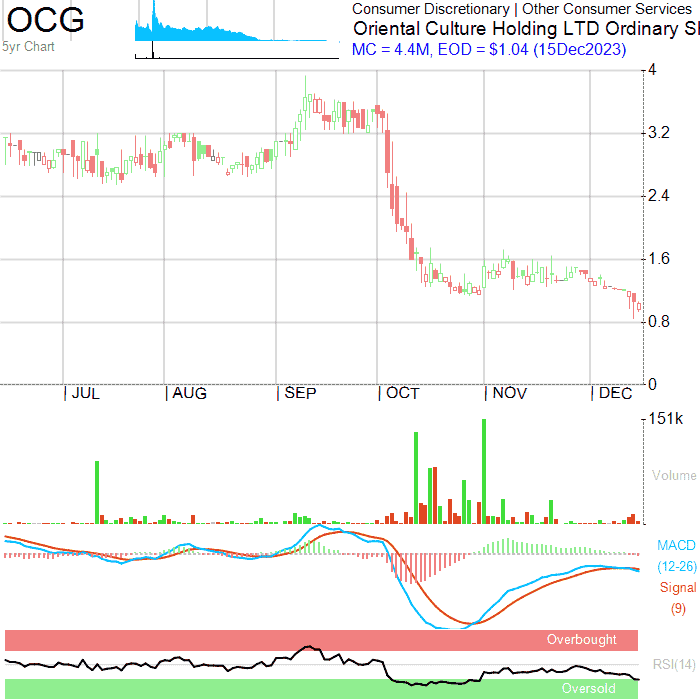 OCG
5yr Chart
Consumer Discretionary | Other Consumer Services
Oriental Culture Holding LTD Ordinary
MC = 4.4M, EOD = $1.04 (15Dec2023)
4
3.2
2.4
1.6
0.8
0
| JUL | AUG | SEP | OCT | NOV | DEC
151k
Volume
MACD
(12-26)
Signal
(9)
Overbought
RSI(14)
Oversold